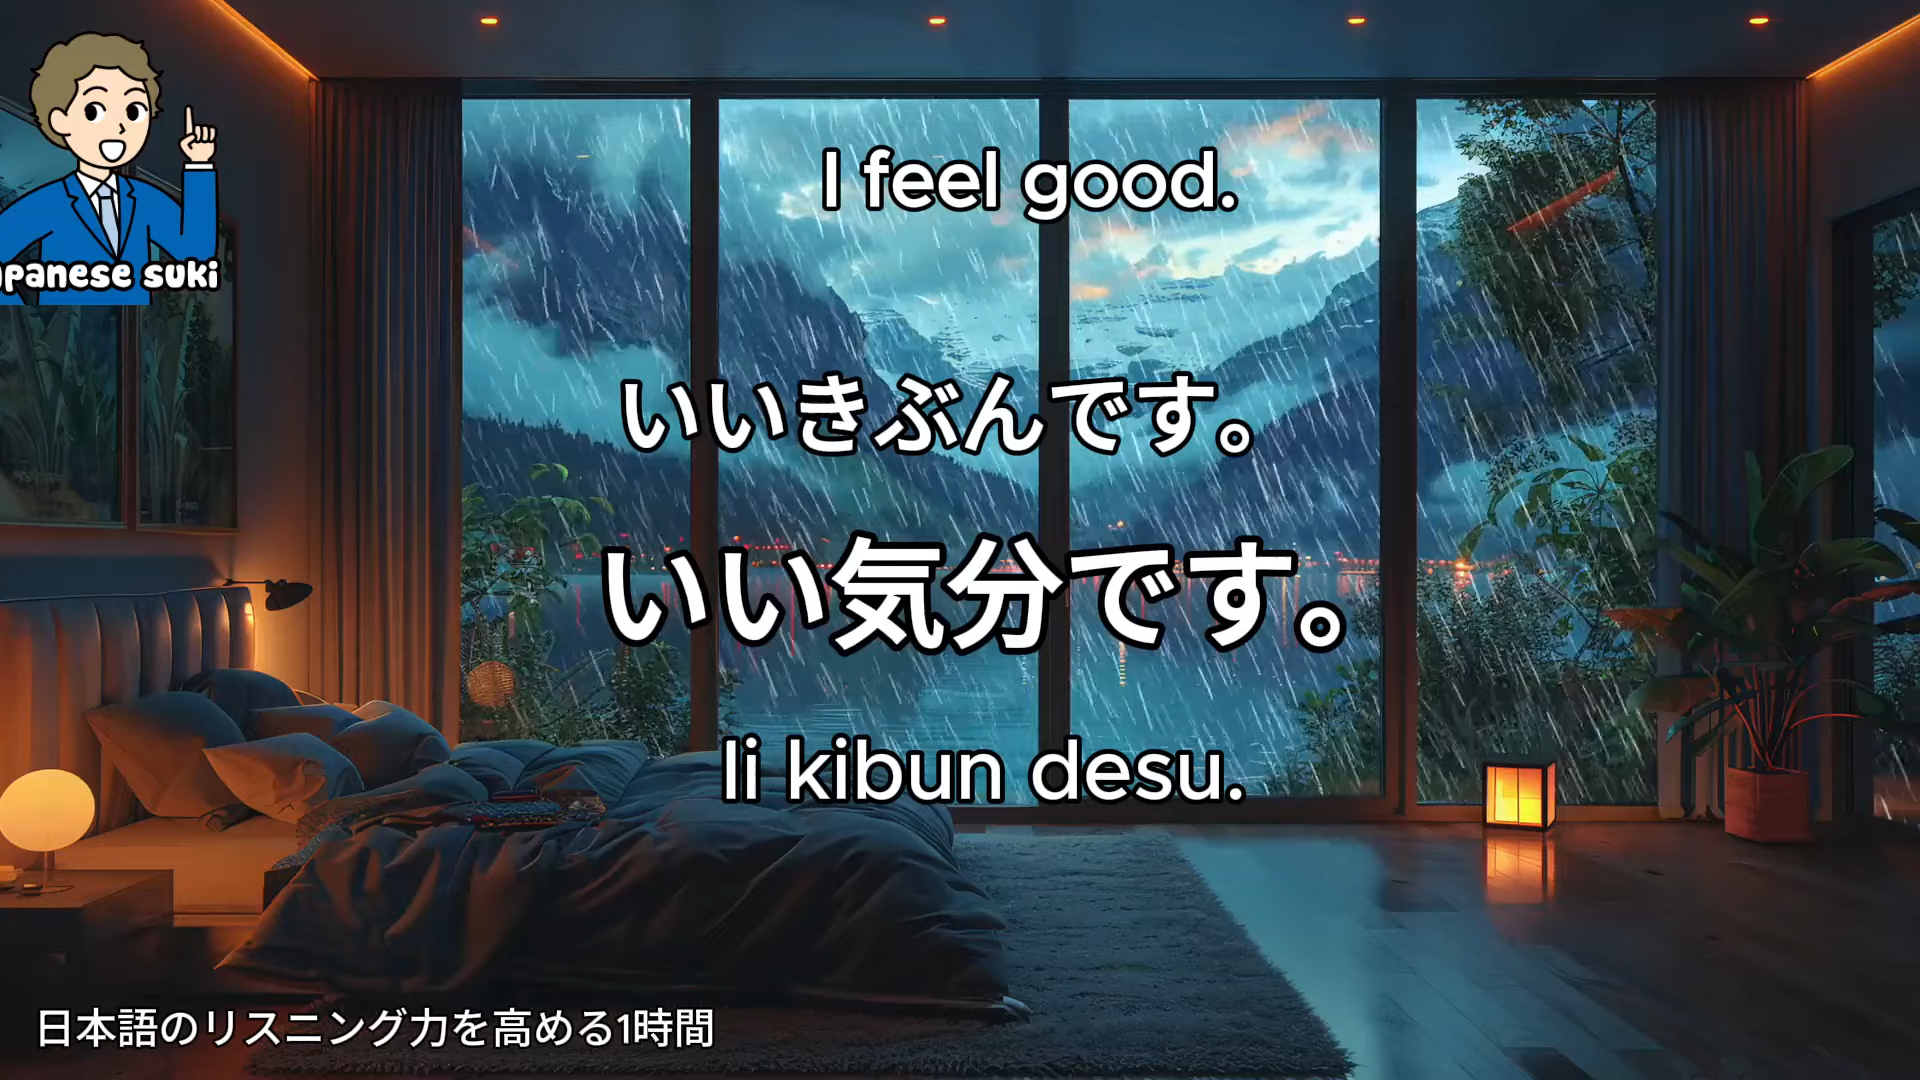 I feel good.
いいきぶんです。
いい気分です。
Ii kibun desu.
panese suki
日本語のリスニング力を高める1時間